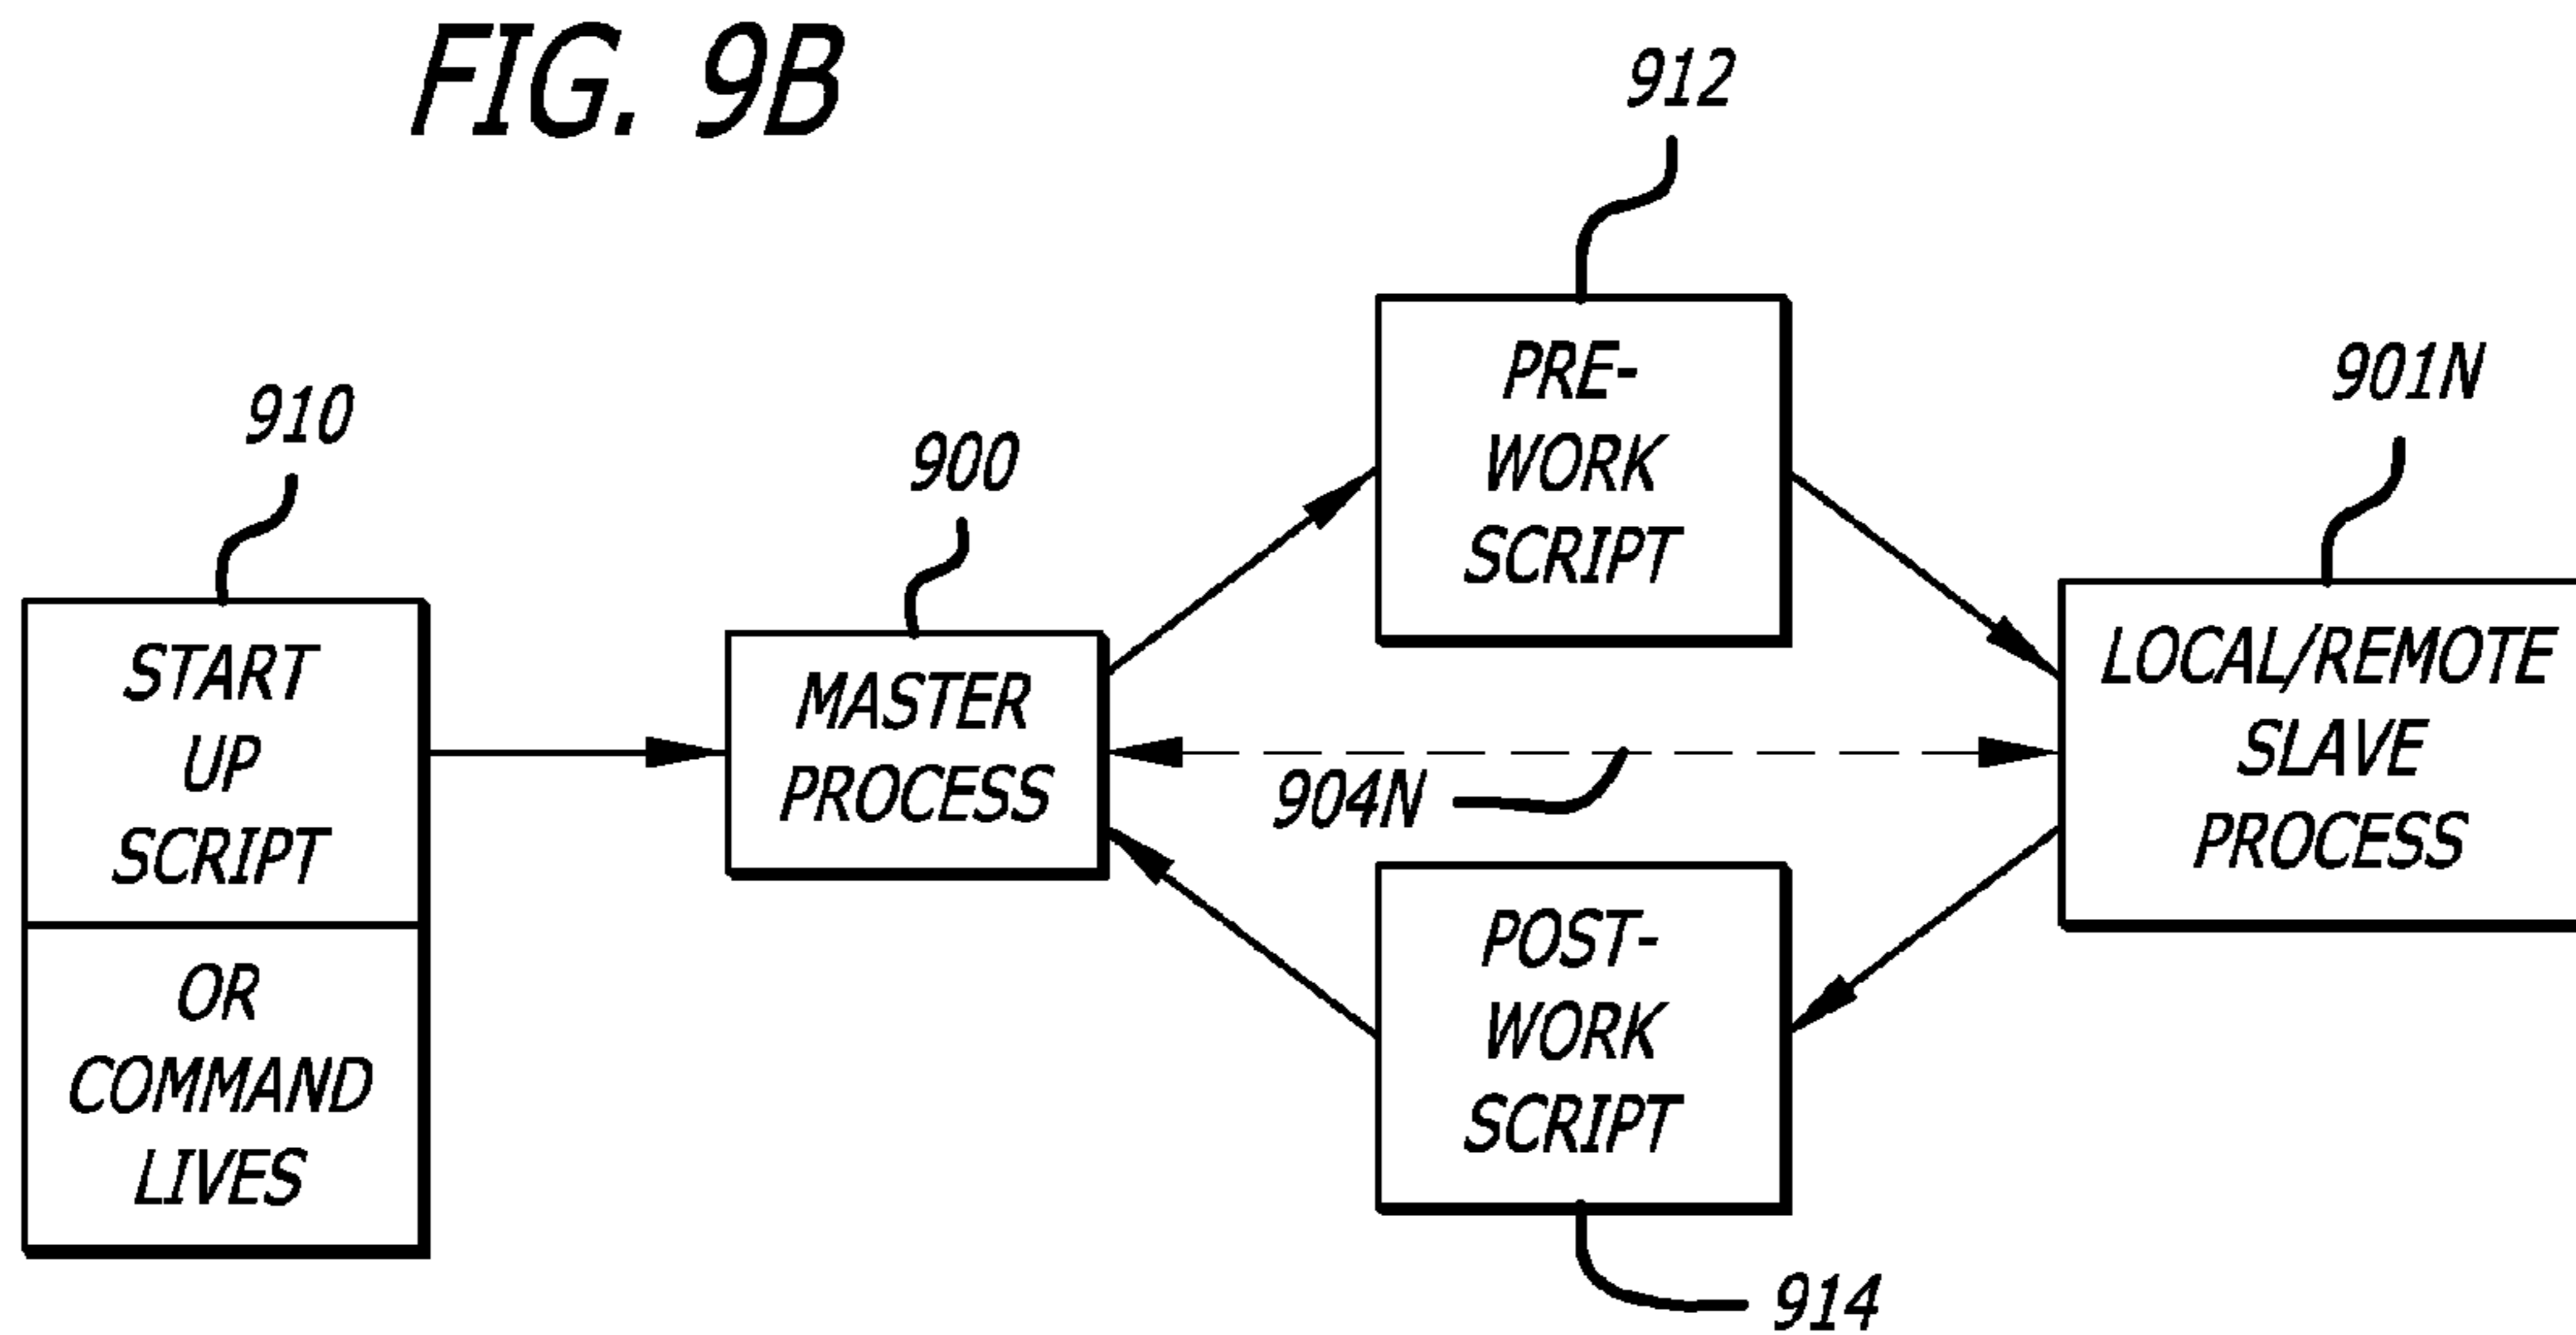 FIG. 9B
912
PRE-
WORK
SCRIPT
901N
LOCAL/REMOTE
SLAVE
PROCESS
910
START
UP
SCRIPT
OR
COMMAND
LIVES
900
MASTER
PROCESS
904N
POST-
WORK
SCRIPT
914